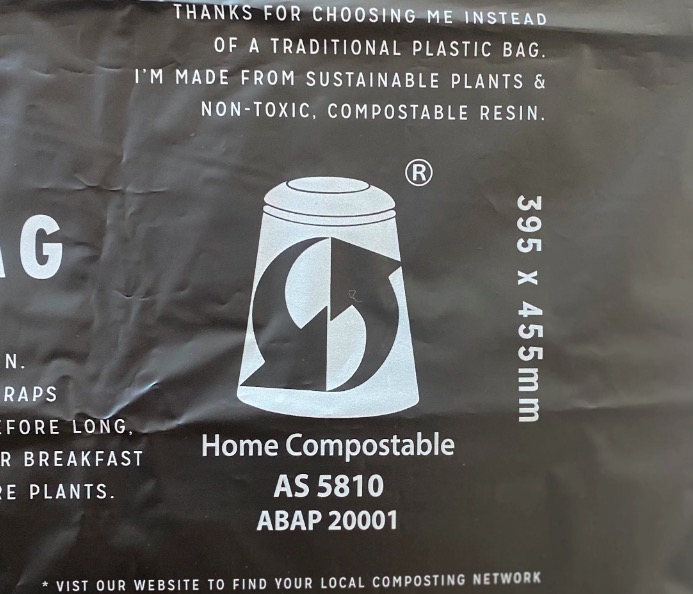 THANKS FOR CHOOSING ME INSTEAD
OF A TRADITIONAL PLASTIC BAG.
I'M MADE FROM SUSTAINABLE PLANTS &
NON-TOXIC, COMPOSTABLE RESIN.
®
395 x 455mm
G
N.
RAPS
EFORE LONG,
R BREAKFAST
RE PLANTS.
Home Compostable
AS 5810
ABAP 20001
* VIST OUR WEBSITE TO FIND YOUR LOCAL COMPOSTING NETWORK